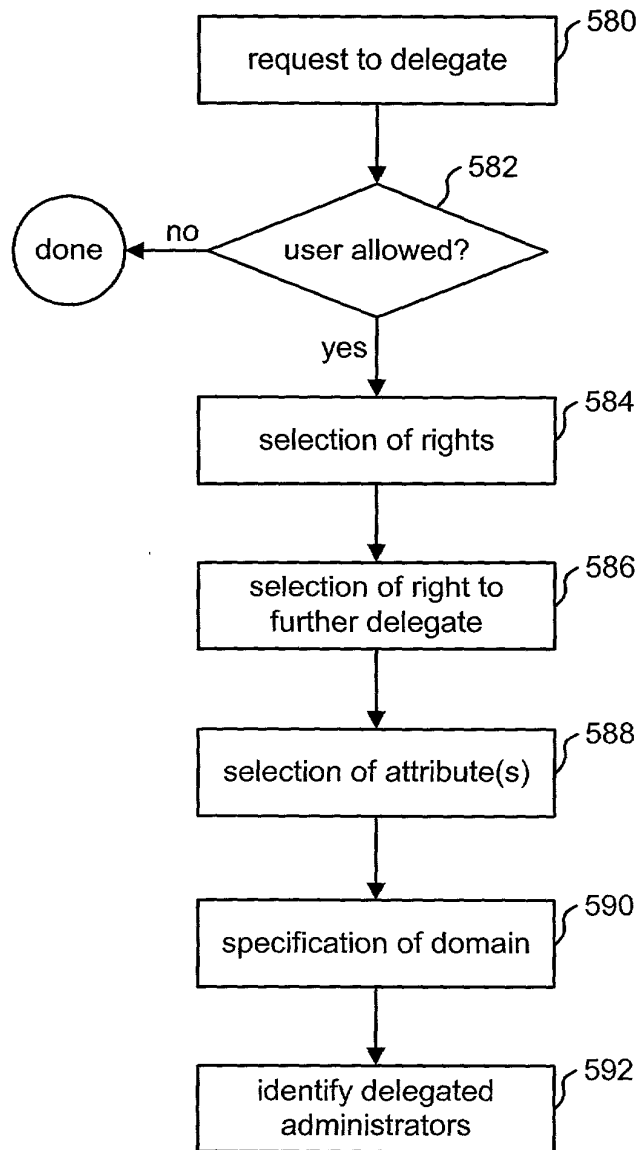 580
request to delegate
582
done
no
user allowed?
yes
584
selection of rights
586
selection of right to
further delegate
588
selection of attribute(s)
590
specification of domain
592
identify delegated
administrators